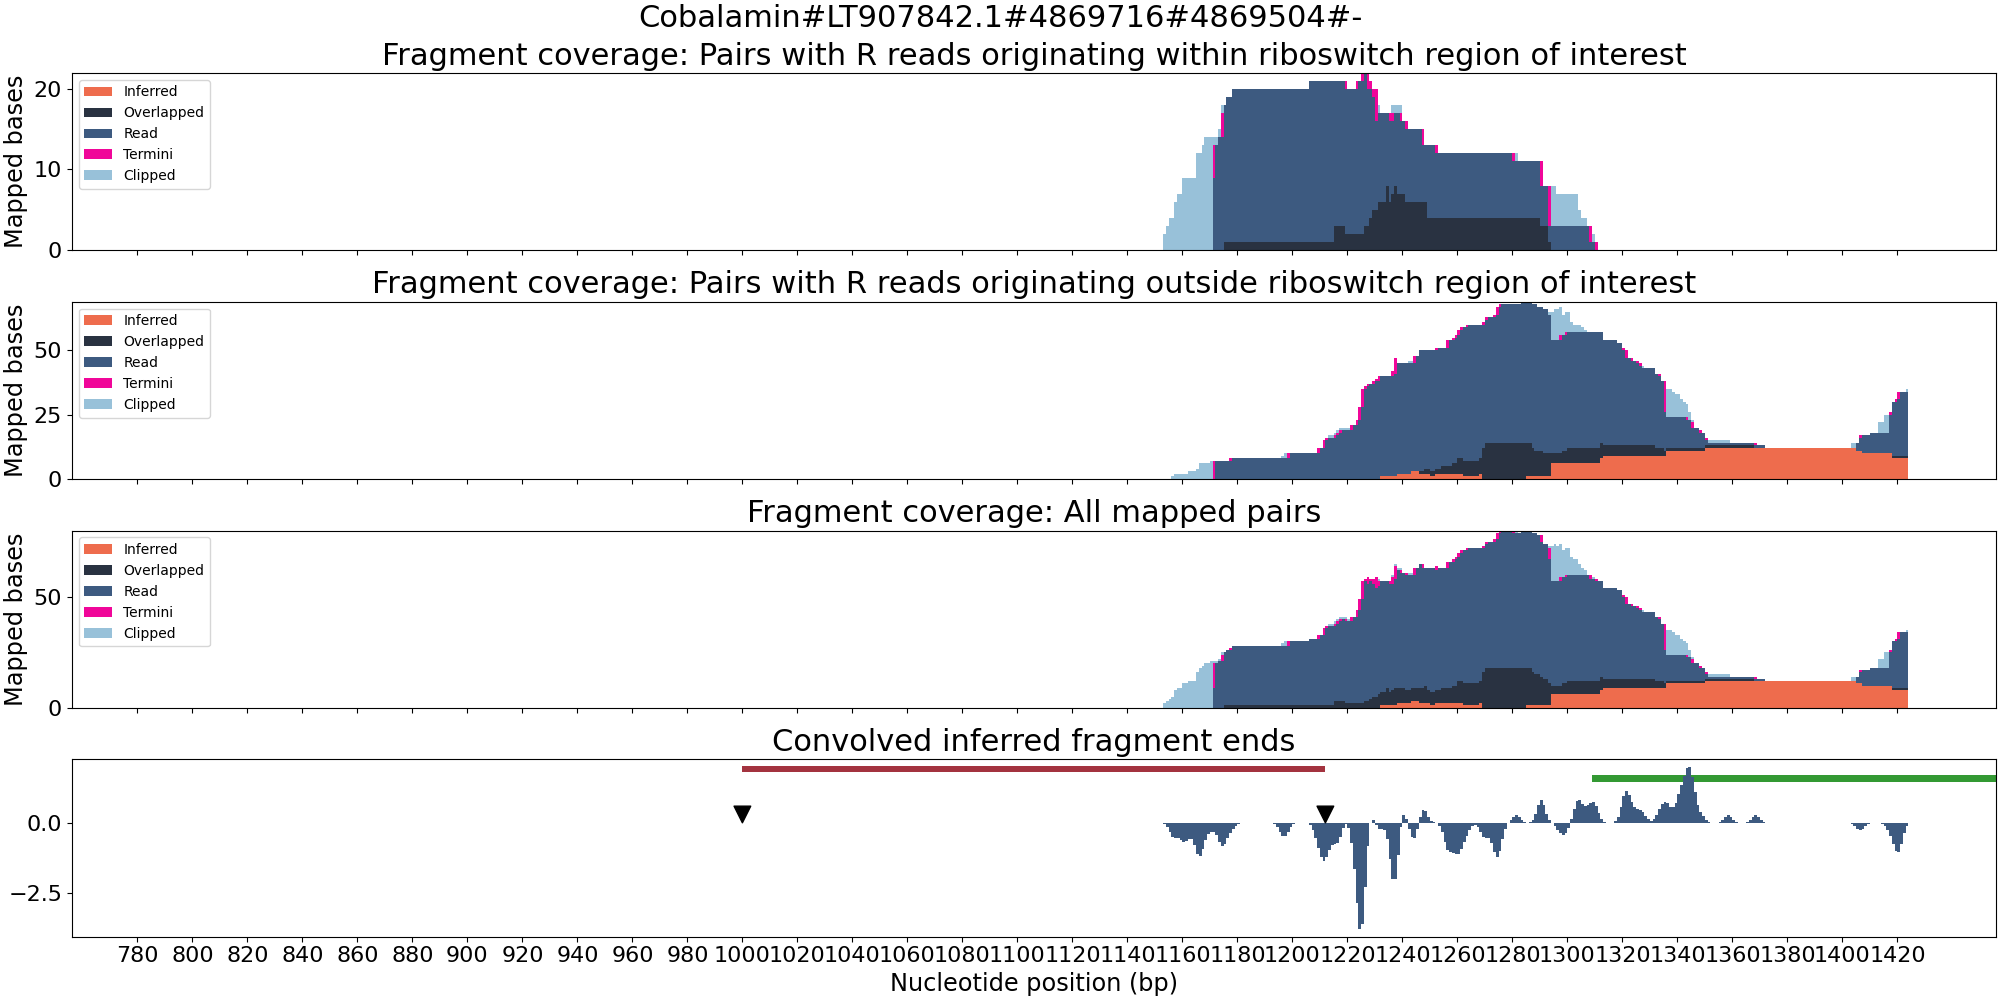 Cobalamin#LT907842.1#4869716#4869504#-
Fragment coverage: Pairs with R reads originating within riboswitch region of interest
Mapped bases
20
10
0
Inferred
Overlapped
Read
Termini
Clipped
Fragment coverage: Pairs with R reads originating outside riboswitch region of interest
Mapped bases
50
25
0
Inferred
Overlapped
Read
Termini
Clipped
Fragment coverage: All mapped pairs
Mapped bases
50
0
Inferred
Overlapped
Read
Termini
Clipped
Convolved inferred fragment ends
0.0
−2.5
780 800 820 840 860 880 900 920 940 960 980 1000 1020 1040 1060 1080 1100 1120 1140 1160 1180 1200 1220 1240 1260 1280 1300 1320 1340 1360 1380 1400 1420
Nucleotide position (bp)